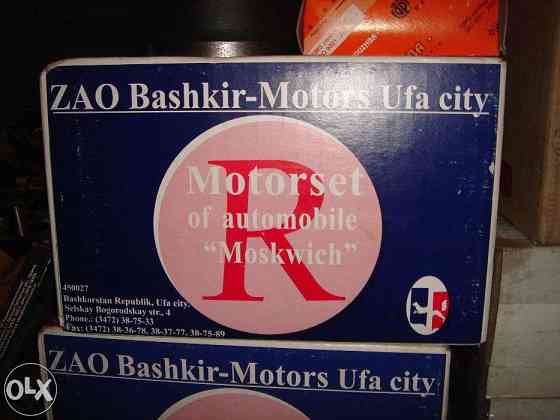 ZAO Bashkir-Motors Ufa city
R
Motorset
of automobile
"Moskwich"
450027
Bashkorstan Republik, Ufa city.
Selskay Bogorodskay str., 4
Phone.: (3472) 38-75-33
Fax: (3472) 38-36-78, 38-37-77, 38-75-89
ZAO Bashkir-Motors Ufa city
OLX